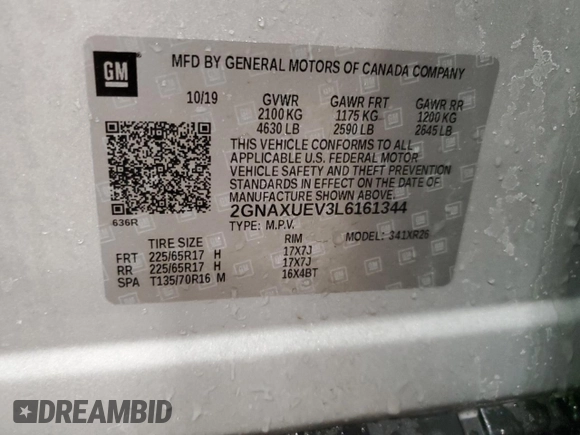 GM
MFD BY GENERAL MOTORS OF CANADA COMPANY
10/19 GVWR GAWR FRT GAWR RR
2100 KG 1175 KG 1200 KG
4630 LB 2590 LB 2645 LB
THIS VEHICLE CONFORMS TO ALL
APPLICABLE U.S. FEDERAL MOTOR
VEHICLE SAFETY AND THEFT PREVENTION
STANDARDS IN EFFECT ON THE DATE OF
MANUFACTURE SHOWN ABOVE.
2GNAXUEV3L6161344
636R TYPE: M.P.V.
TIRE SIZE RIM MODEL: 341XR26
FRT 225/65R17 H 17X7J
RR 225/65R17 H 17X7J
SPA T135/70R16 M 16X4BT
DREAMBID